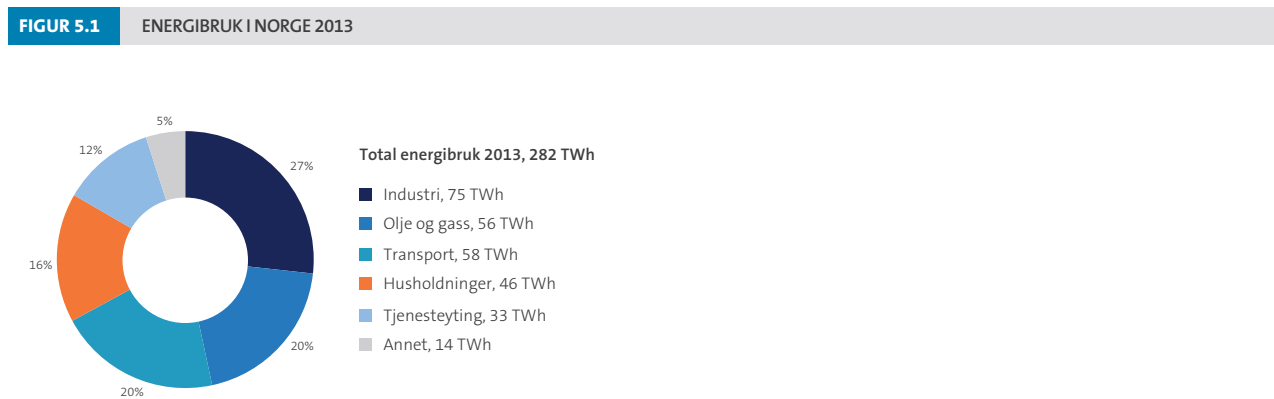 FIGUR 5.1 ENERGIBRUK I NORGE 2013
5%
12%
27%
16%
20%
20%
Total energibruk 2013, 282 TWh
Industri, 75 TWh
Olje og gass, 56 TWh
Transport, 58 TWh
Husholdninger, 46 TWh
Tjenesteyting, 33 TWh
Annet, 14 TWh